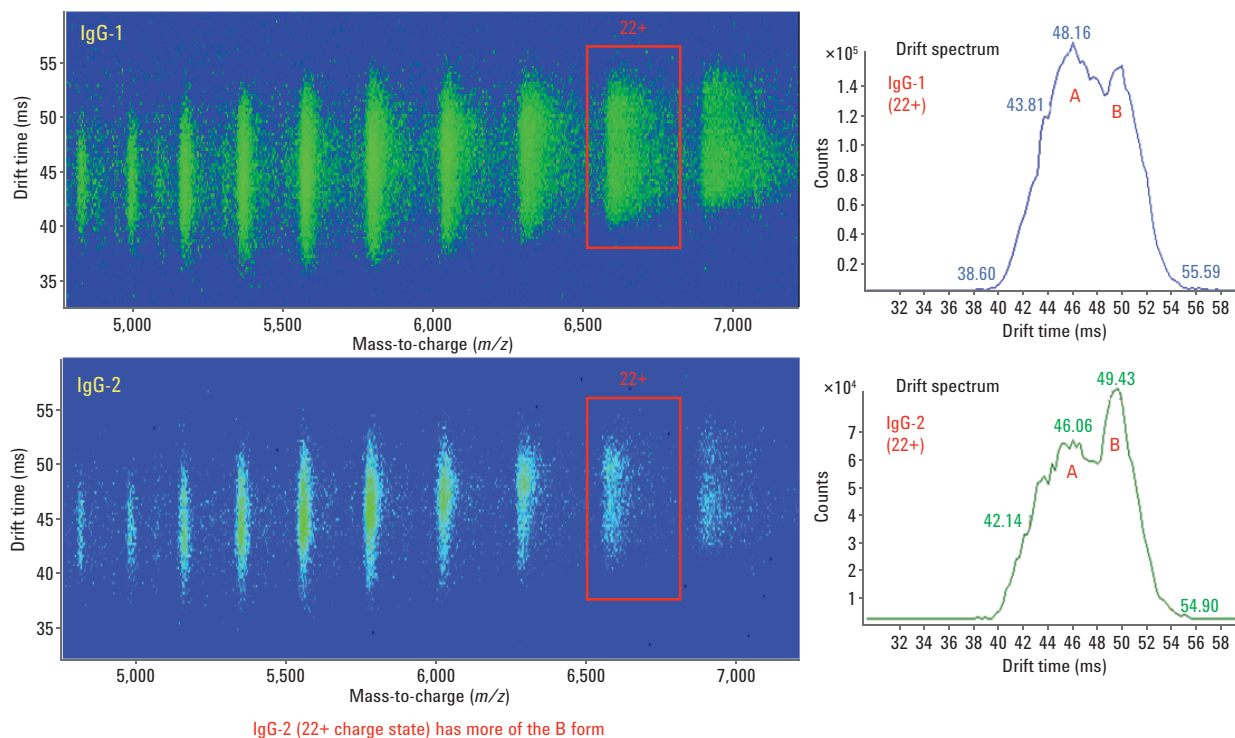 IgG-1
22+
55
50
45
40
35
Drift time (ms)
5,000 5,500 6,000 6,500 7,000
Mass-to-charge (m/z)
×10⁵
Drift spectrum
IgG-1
(22+)
48.16
43.81
A
B
38.60
55.59
1.4
1.2
1.0
0.8
0.6
0.4
0.2
Counts
32 34 36 38 40 42 44 46 48 50 52 54 56 58
Drift time (ms)
IgG-2
22+
55
50
45
40
35
Drift time (ms)
5,000 5,500 6,000 6,500 7,000
Mass-to-charge (m/z)
×10⁴
Drift spectrum
IgG-2
(22+)
49.43
46.06
B
A
42.14
54.90
7
6
5
4
3
2
1
Counts
32 34 36 38 40 42 44 46 48 50 52 54 56 58
Drift time (ms)
IgG-2 (22+ charge state) has more of the B form